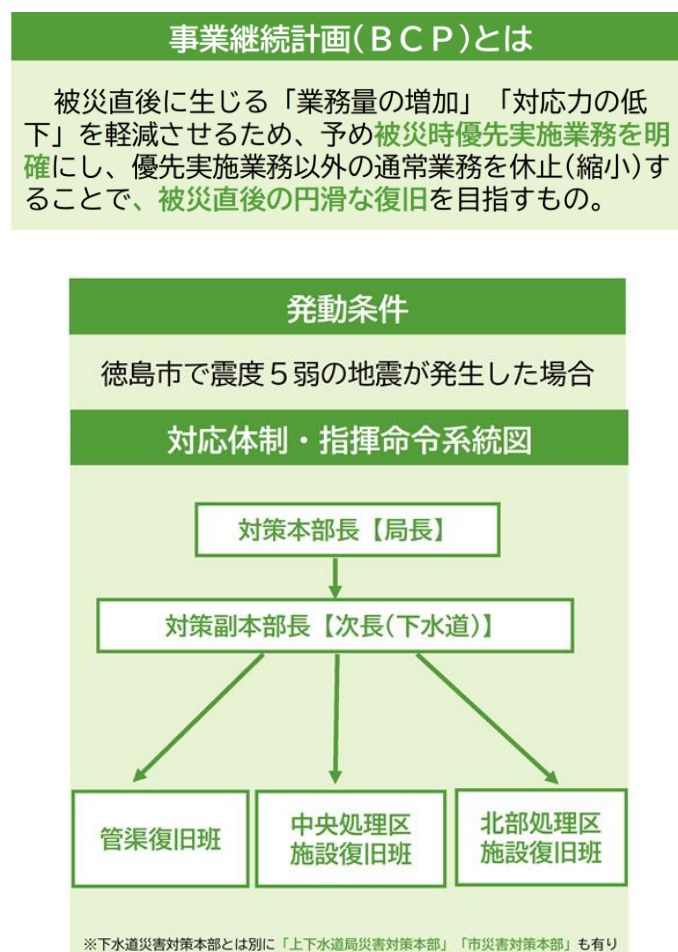 事業継続計画(ＢＣＰ)とは
被災直後に生じる「業務量の増加」「対応力の低
下」を軽減させるため、予め被災時優先実施業務を明
確にし、優先実施業務以外の通常業務を休止(縮小)す
ることで、被災直後の円滑な復旧を目指すもの。
発動条件
徳島市で震度５弱の地震が発生した場合
対応体制・指揮命令系統図
対策本部長【局長】
対策副本部長【次長(下水道)】
管渠復旧班
中央処理区
施設復旧班
北部処理区
施設復旧班
※下水道災害対策本部とは別に「上下水道局災害対策本部」「市災害対策本部」も有り